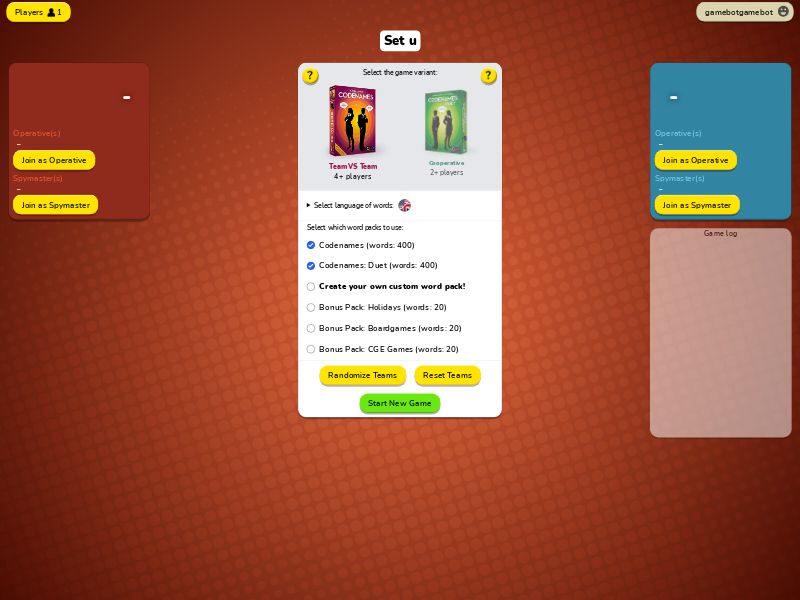 Players 1
gamebotgamebot
Set u
-
Operative(s)
-
Join as Operative
Spymaster(s)
-
Join as Spymaster
?
Select the game variant:
?
CODENAMES
CODENAMES
Team VS Team
4+ players
Cooperative
2+ players
Select language of words:
Select which word packs to use:
Codenames (words: 400)
Codenames: Duet (words: 400)
Create your own custom word pack!
Bonus Pack: Holidays (words: 20)
Bonus Pack: Boardgames (words: 20)
Bonus Pack: CGE Games (words: 20)
Randomize Teams
Reset Teams
Start New Game
-
Operative(s)
-
Join as Operative
Spymaster(s)
-
Join as Spymaster
Game log